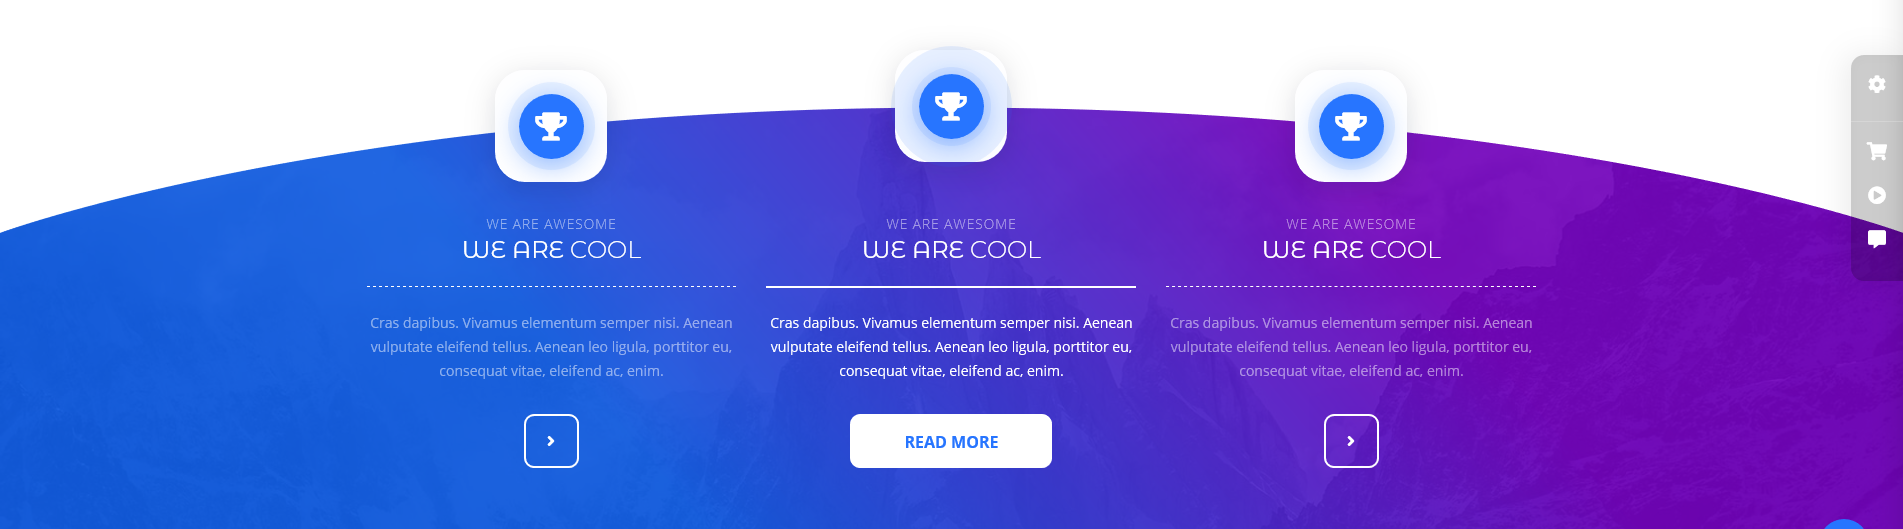 WE ARE AWESOME
WE ARE COOL
Cras dapibus. Vivamus elementum semper nisi. Aenean
vulputate eleifend tellus. Aenean leo ligula, porttitor eu,
consequat vitae, eleifend ac, enim.
WE ARE AWESOME
WE ARE COOL
Cras dapibus. Vivamus elementum semper nisi. Aenean
vulputate eleifend tellus. Aenean leo ligula, porttitor eu,
consequat vitae, eleifend ac, enim.
READ MORE
WE ARE AWESOME
WE ARE COOL
Cras dapibus. Vivamus elementum semper nisi. Aenean
vulputate eleifend tellus. Aenean leo ligula, porttitor eu,
consequat vitae, eleifend ac, enim.